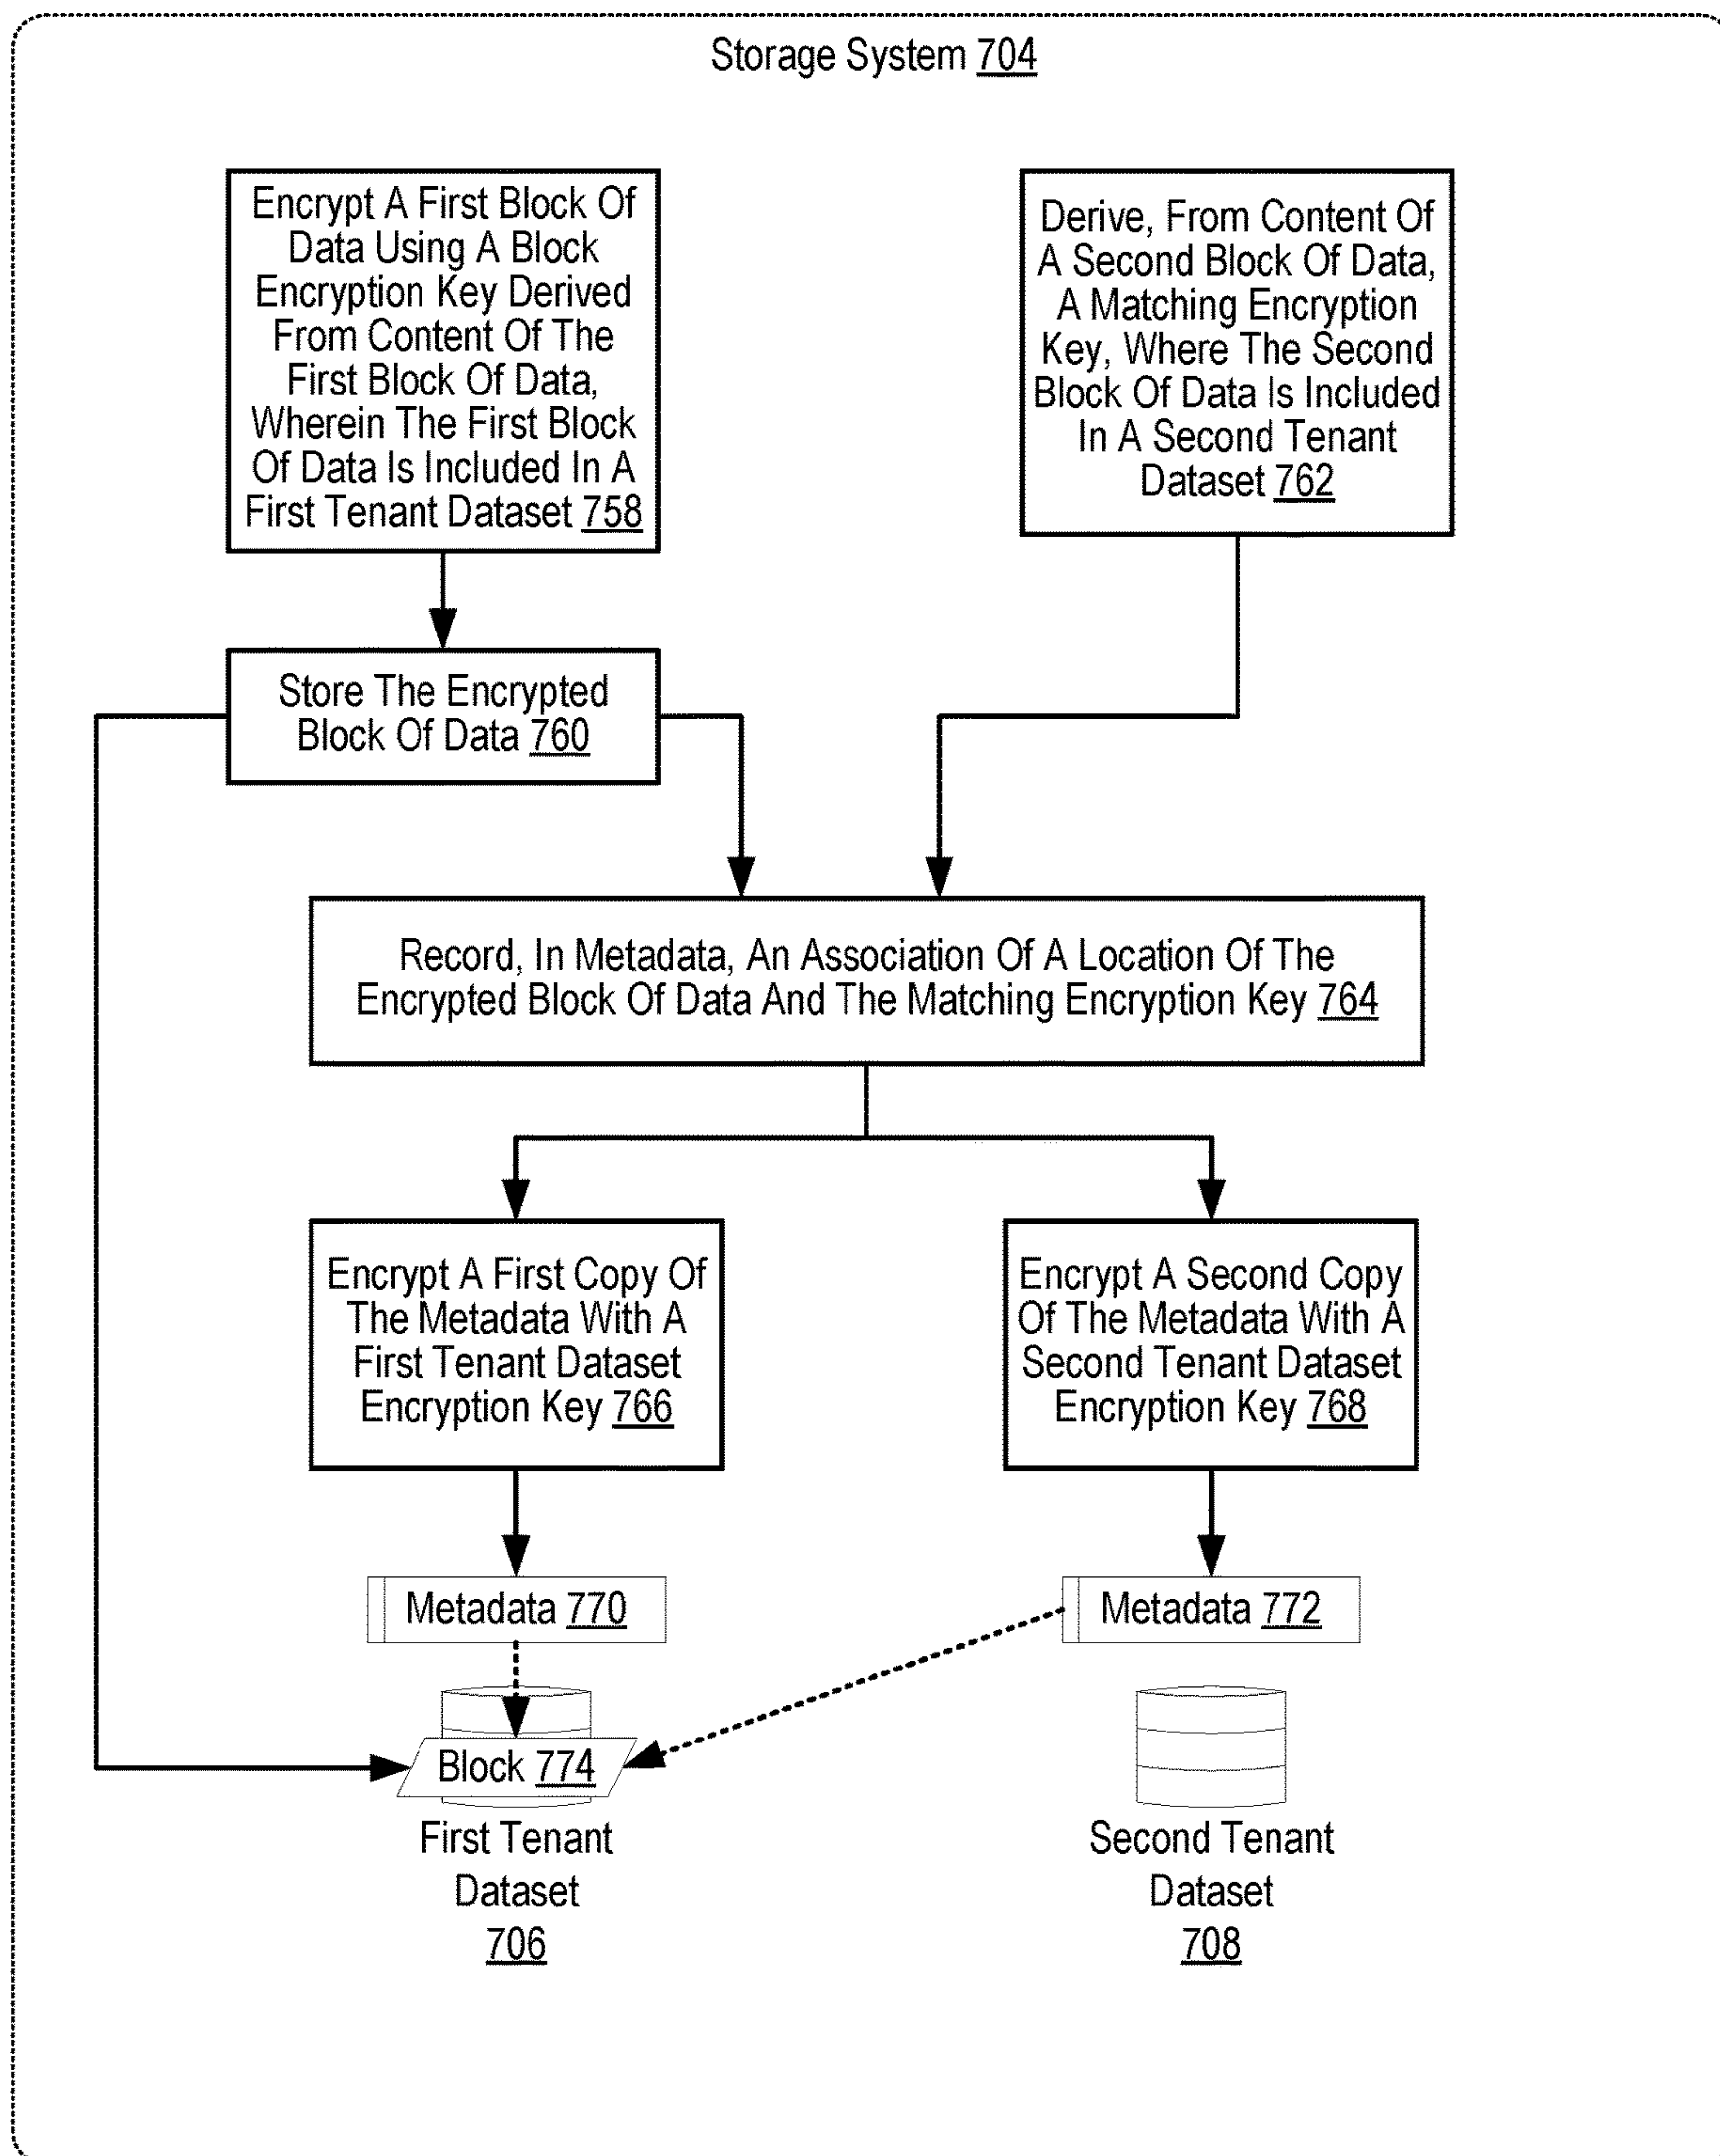 Storage System 704
Encrypt A First Block Of
Data Using A Block
Encryption Key Derived
From Content Of The
First Block Of Data,
Wherein The First Block
Of Data Is Included In A
First Tenant Dataset 758
Derive, From Content Of
A Second Block Of Data,
A Matching Encryption
Key, Where The Second
Block Of Data Is Included
In A Second Tenant
Dataset 762
Store The Encrypted
Block Of Data 760
Record, In Metadata, An Association Of A Location Of The
Encrypted Block Of Data And The Matching Encryption Key 764
Encrypt A First Copy Of
The Metadata With A
First Tenant Dataset
Encryption Key 766
Encrypt A Second Copy
Of The Metadata With A
Second Tenant Dataset
Encryption Key 768
Metadata 770
Metadata 772
Block 774
First Tenant
Dataset
706
Second Tenant
Dataset
708